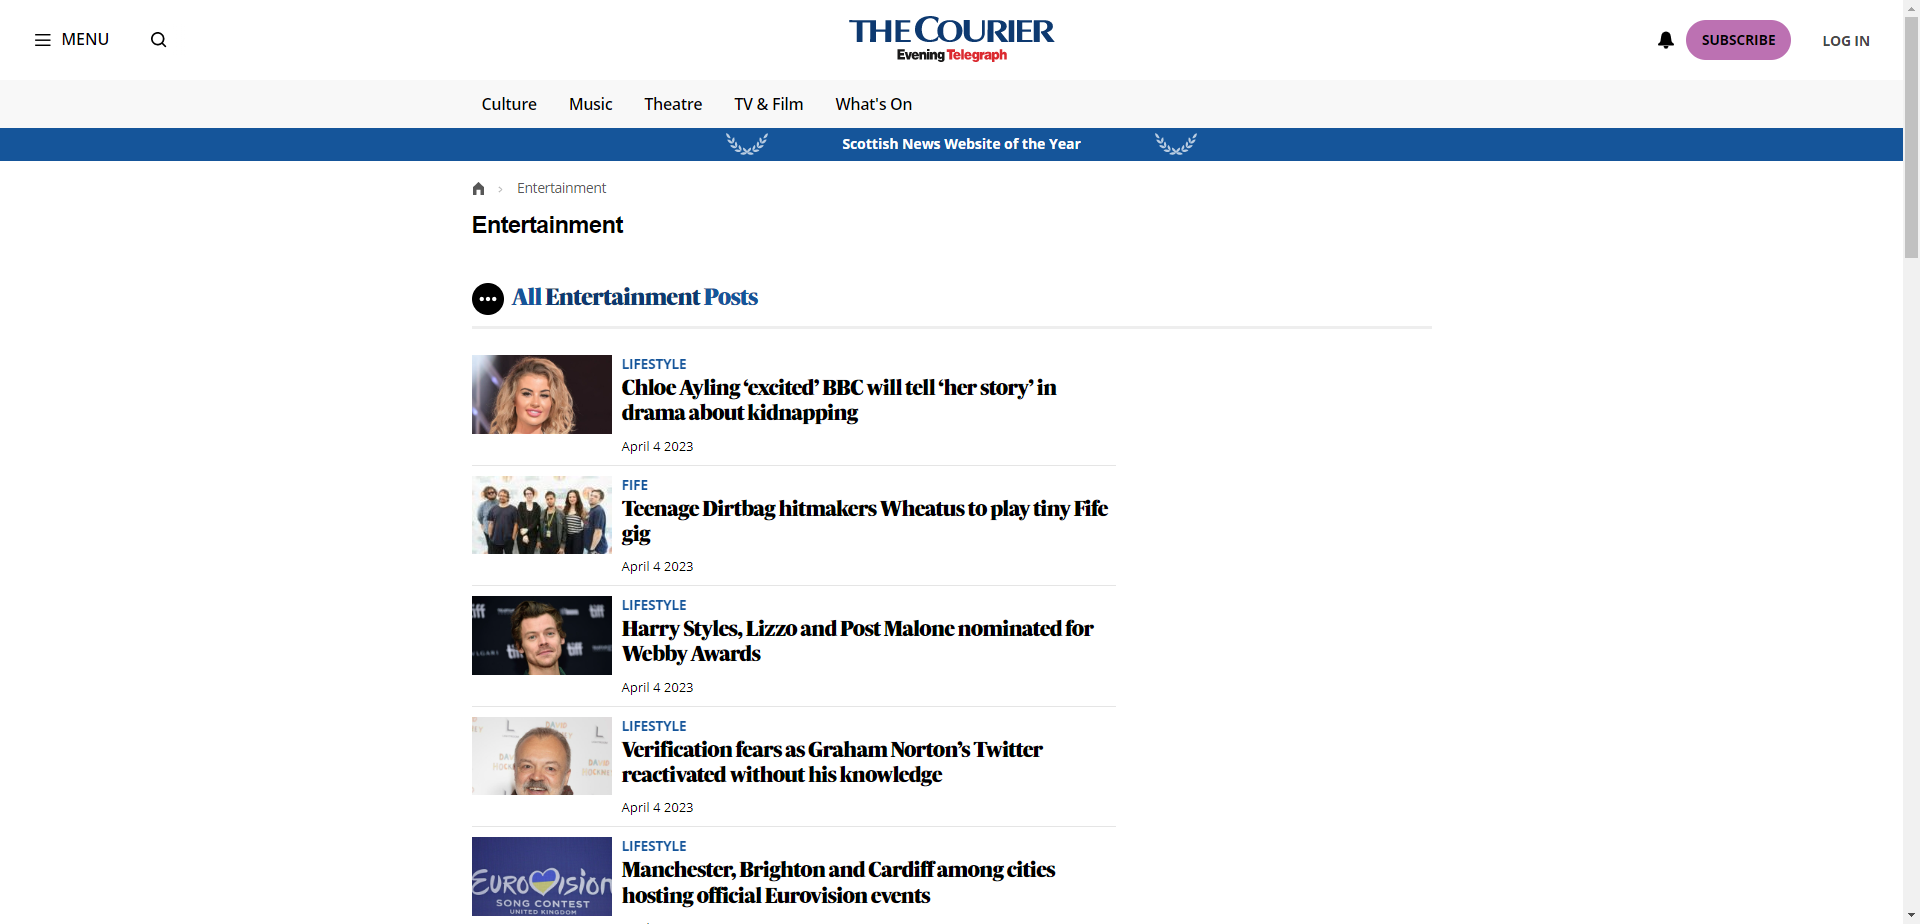 MENU
THE COURIER
Evening Telegraph
SUBSCRIBE
LOG IN
Culture
Music
Theatre
TV & Film
What's On
Scottish News Website of the Year
Entertainment
Entertainment
All Entertainment Posts
LIFESTYLE
Chloe Ayling ‘excited’ BBC will tell ‘her story’ in
drama about kidnapping
April 4 2023
FIFE
Teenage Dirtbag hitmakers Wheatus to play tiny Fife
gig
April 4 2023
LIFESTYLE
Harry Styles, Lizzo and Post Malone nominated for
Webby Awards
April 4 2023
LIFESTYLE
Verification fears as Graham Norton’s Twitter
reactivated without his knowledge
April 4 2023
EUROVISION
SONG CONTEST
UNITED KINGDOM
LIFESTYLE
Manchester, Brighton and Cardiff among cities
hosting official Eurovision events